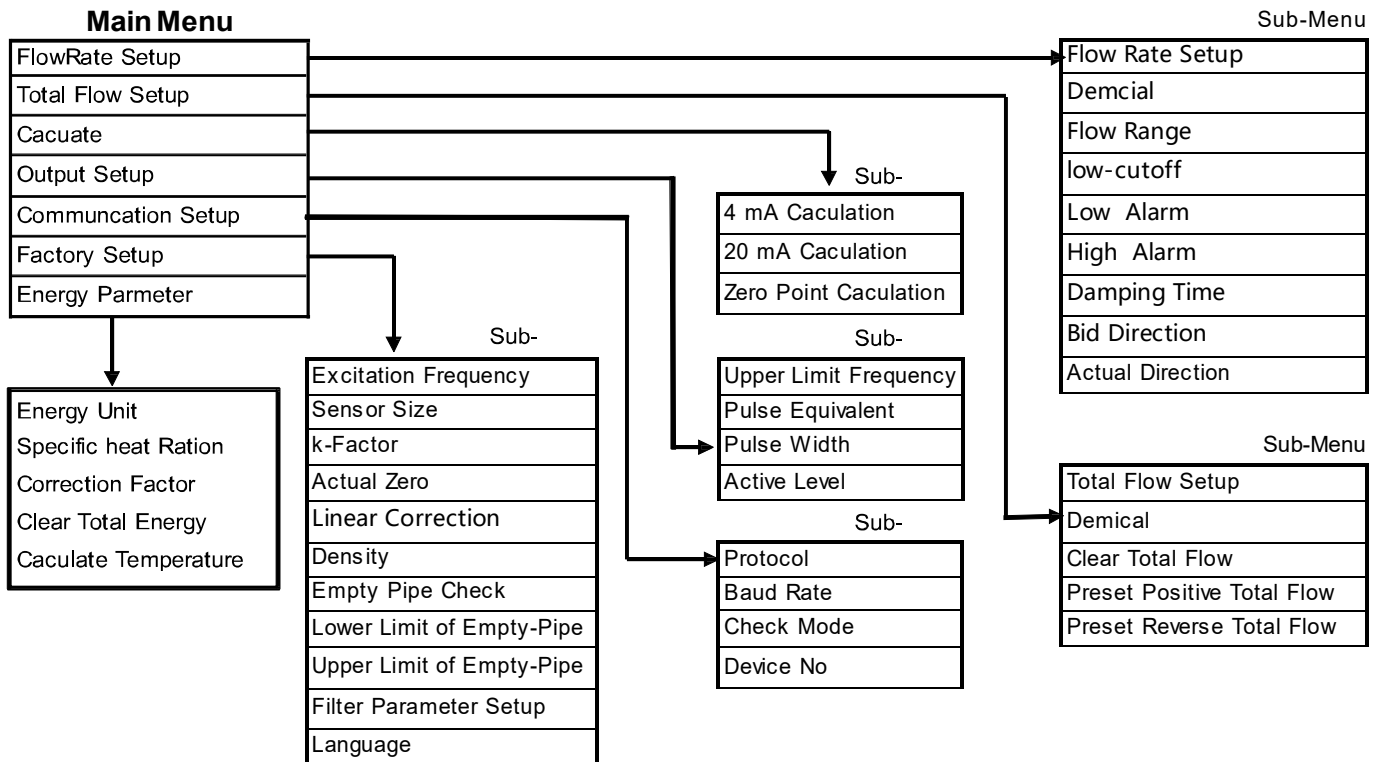 Main Menu
FlowRate Setup
Total Flow Setup
Cacuate
Output Setup
Communcation Setup
Factory Setup
Energy Parmeter
Energy Unit
Specific heat Ration
Correction Factor
Clear Total Energy
Caculate Temperature
Sub-
Excitation Frequency
Sensor Size
k-Factor
Actual Zero
Linear Correction
Density
Empty Pipe Check
Lower Limit of Empty-Pipe
Upper Limit of Empty-Pipe
Filter Parameter Setup
Language
Sub-
4 mA Caculation
20 mA Caculation
Zero Point Caculation
Sub-
Upper Limit Frequency
Pulse Equivalent
Pulse Width
Active Level
Sub-
Protocol
Baud Rate
Check Mode
Device No
Sub-Menu
Flow Rate Setup
Demcial
Flow Range
low-cutoff
Low Alarm
High Alarm
Damping Time
Bid Direction
Actual Direction
Sub-Menu
Total Flow Setup
Demical
Clear Total Flow
Preset Positive Total Flow
Preset Reverse Total Flow